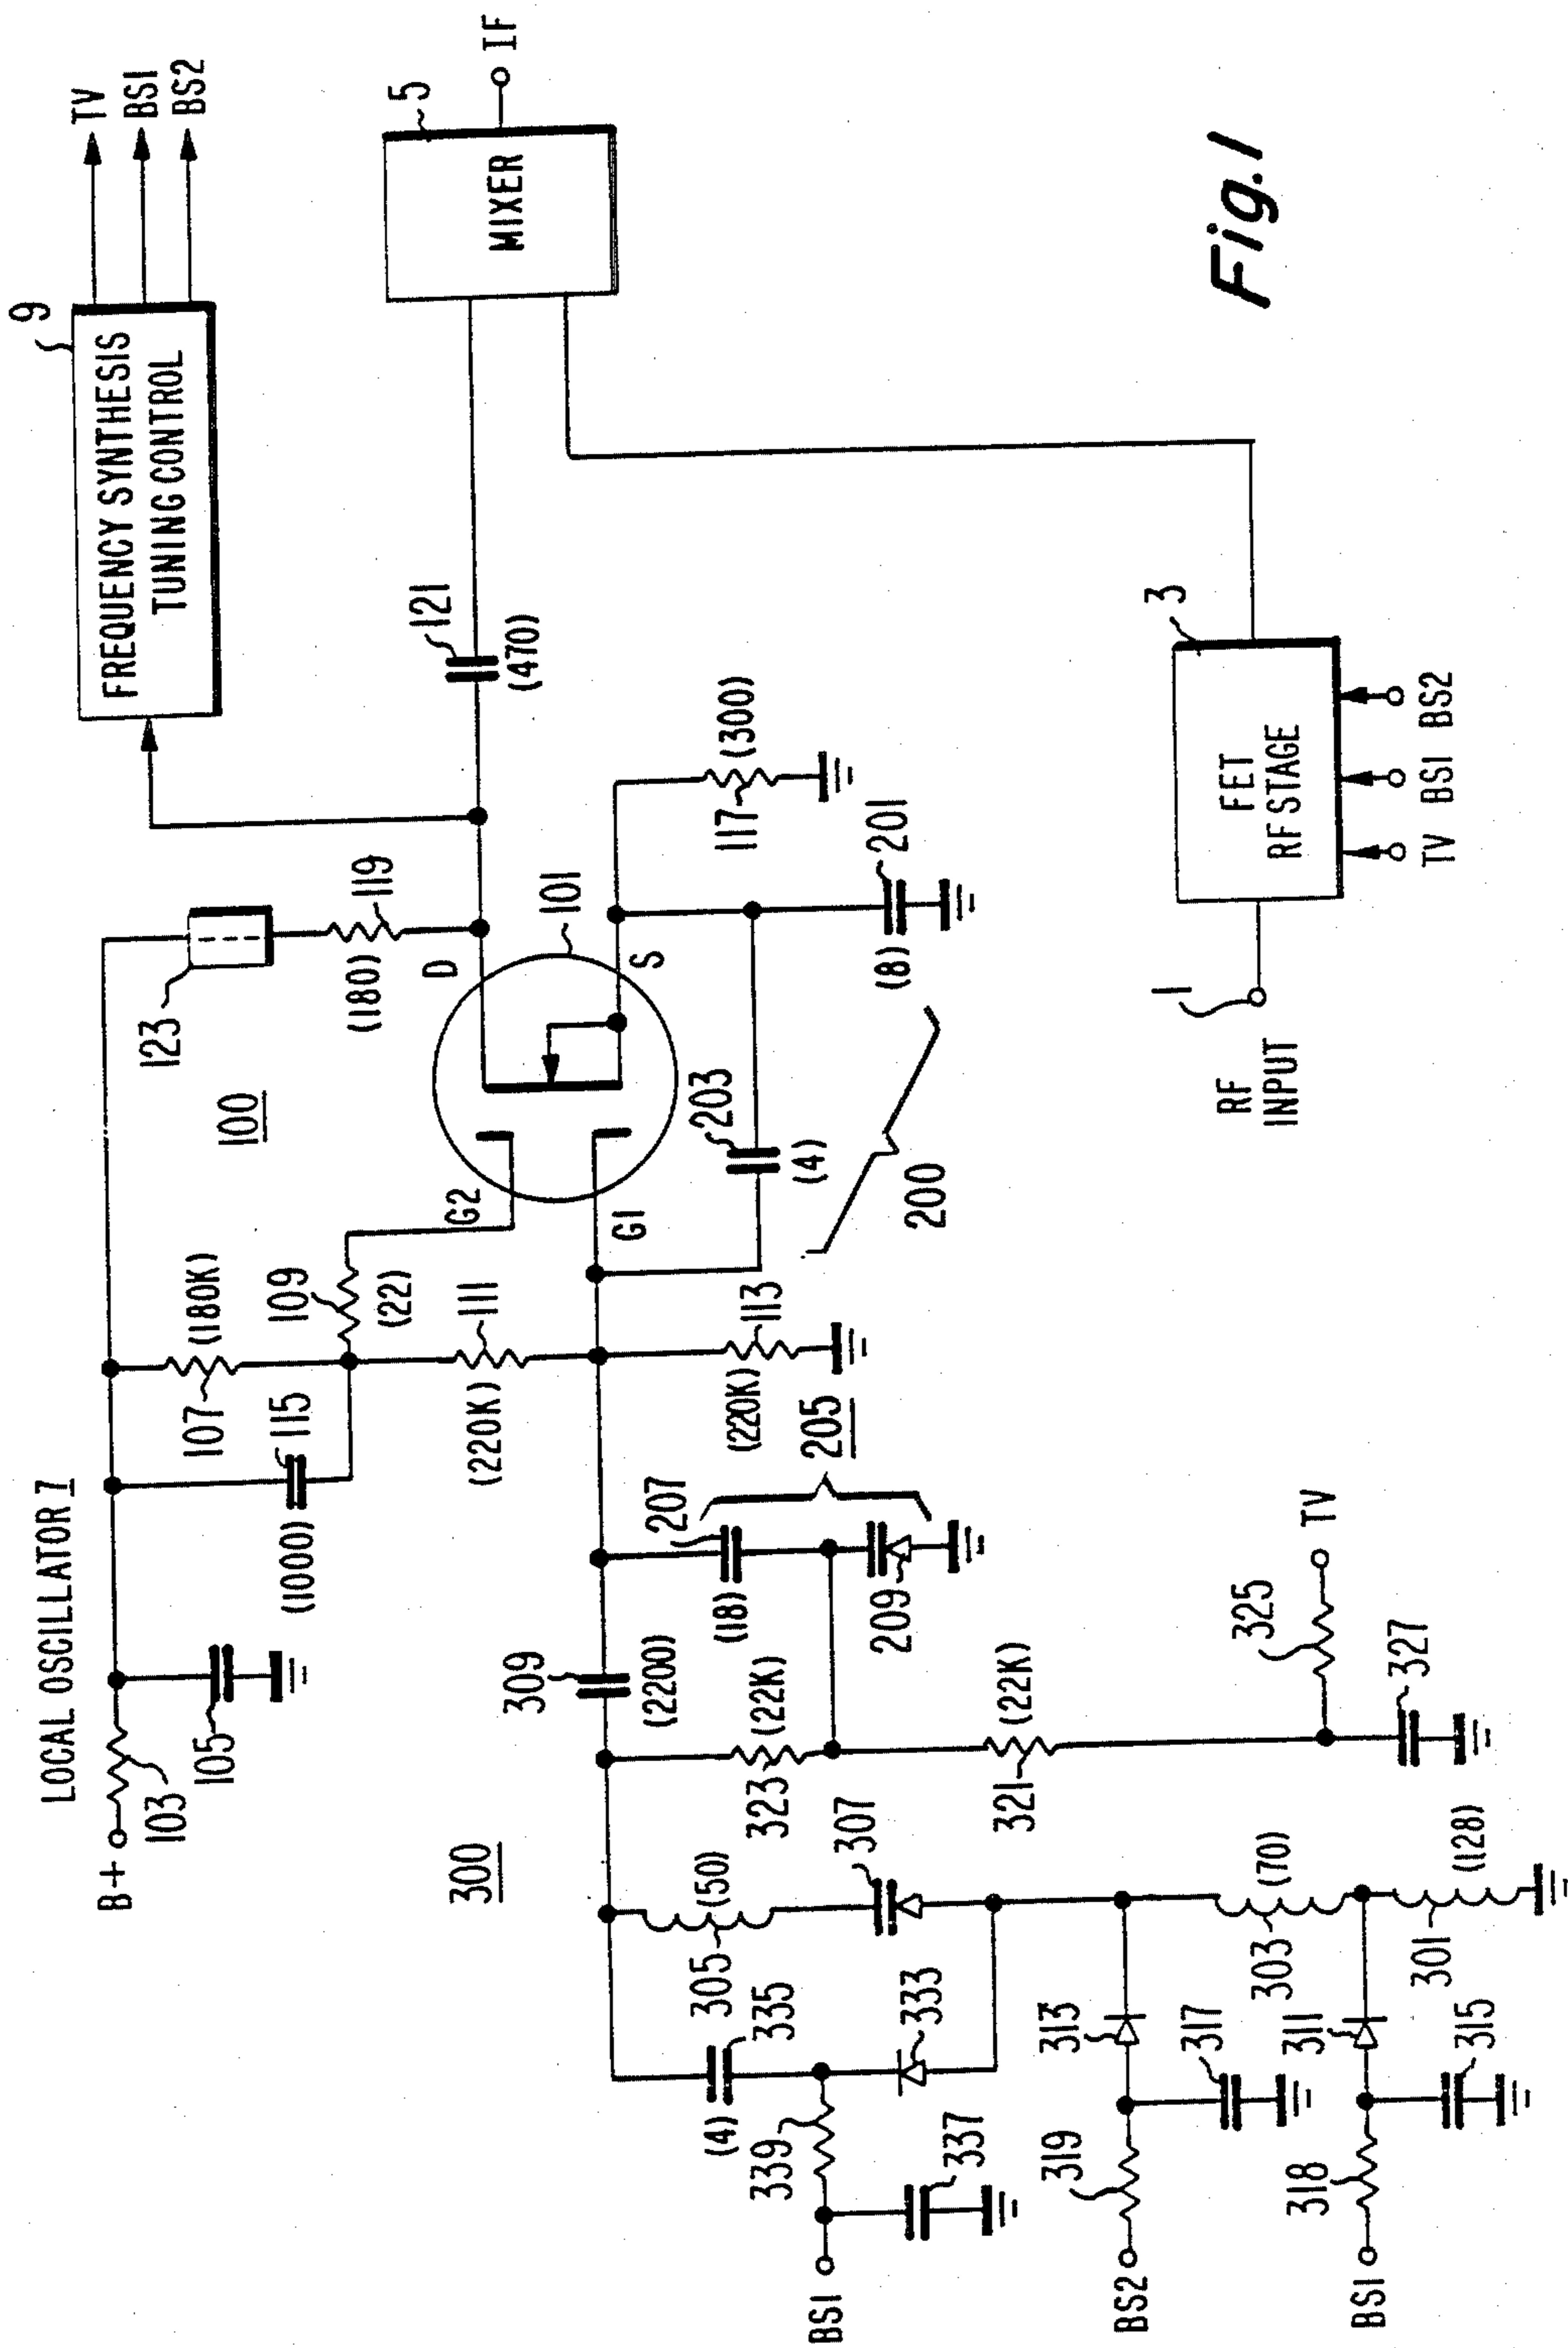 LOCAL OSCILLATOR 7
B+
103
105
(1000)
115
107
(180K)
109
(22)
(220K)
111
G2
G1
100
123
(180)
119
D
S
101
9
FREQUENCY SYNTHESIS
TUNING CONTROL
TV
BS1
BS2
121
(470)
5
MIXER
IF
300
309
(2200)
207
(18)
205
209
(220K)
113
203
(4)
200
(8)
201
117
(300)
323
(22K)
321
(22K)
325
TV
327
305
(50)
307
335
(4)
333
339
337
BS1
313
317
319
BS2
303
(70)
301
(128)
311
315
318
BS1
RF
INPUT
1
3
FET
RF STAGE
TV
BS1
BS2
Fig.1